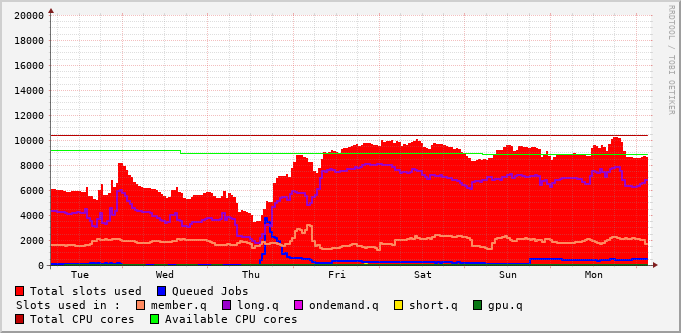 20000
18000
16000
14000
12000
10000
8000
6000
4000
2000
0
Tue Wed Thu Fri Sat Sun Mon
RRDTOOL / TOBI OETIKER
Total slots used Queued Jobs
Slots used in : member.q long.q ondemand.q short.q gpu.q
Total CPU cores Available CPU cores